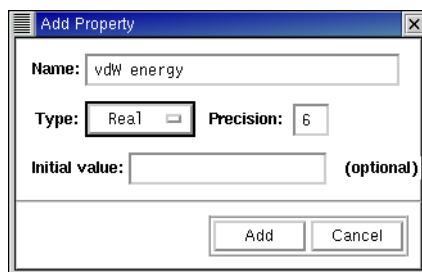 Add Property
Name: vdW energy
Type: Real Precision: 6
Initial value: (optional)
Add Cancel